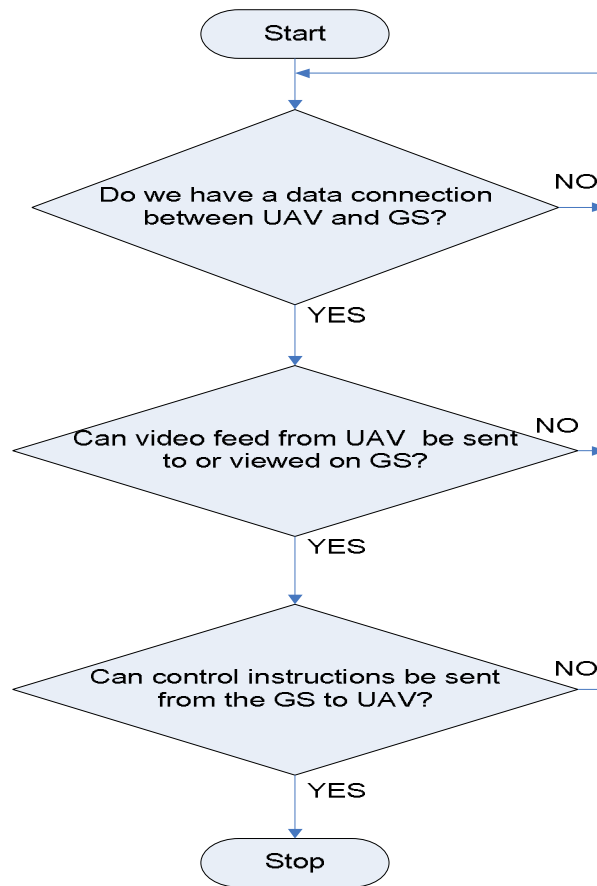 Start
Do we have a data connection
between UAV and GS?
NO
YES
Can video feed from UAV  be sent
to or viewed on GS?
NO
YES
Can control instructions be sent
from the GS to UAV?
NO
YES
Stop